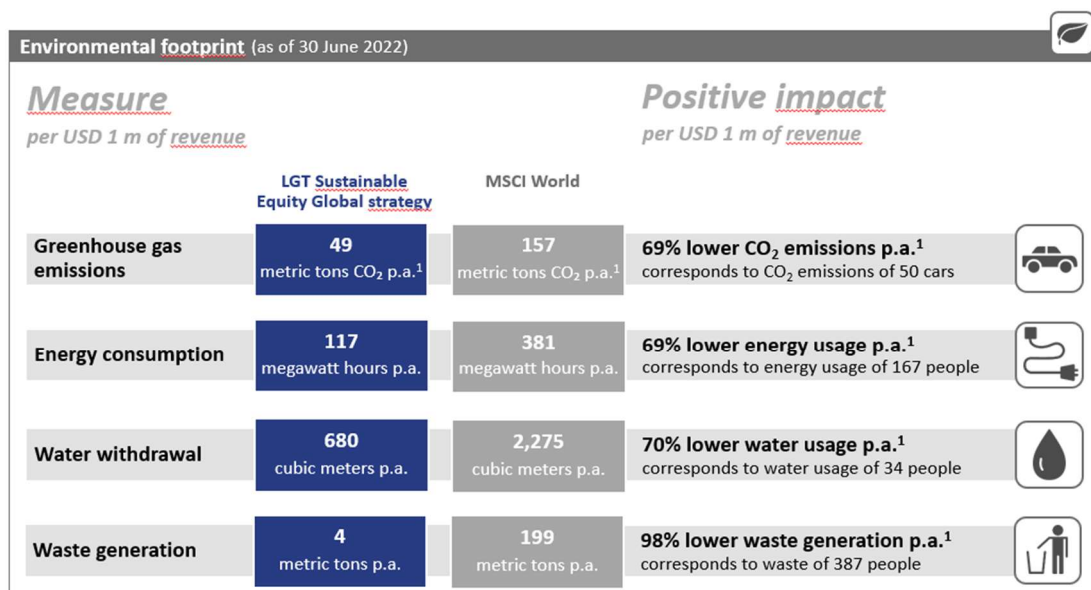 Environmental footprint (as of 30 June 2022)
Measure
per USD 1 m of revenue
Positive impact
per USD 1 m of revenue
LGT Sustainable
Equity Global strategy
MSCI World
Greenhouse gas
emissions
49
metric tons CO₂ p.a.¹
157
metric tons CO₂ p.a.¹
69% lower CO₂ emissions p.a.¹
corresponds to CO₂ emissions of 50 cars
Energy consumption
117
megawatt hours p.a.
381
megawatt hours p.a.
69% lower energy usage p.a.¹
corresponds to energy usage of 167 people
Water withdrawal
680
cubic meters p.a.
2,275
cubic meters p.a.
70% lower water usage p.a.¹
corresponds to water usage of 34 people
Waste generation
4
metric tons p.a.
199
metric tons p.a.
98% lower waste generation p.a.¹
corresponds to waste of 387 people